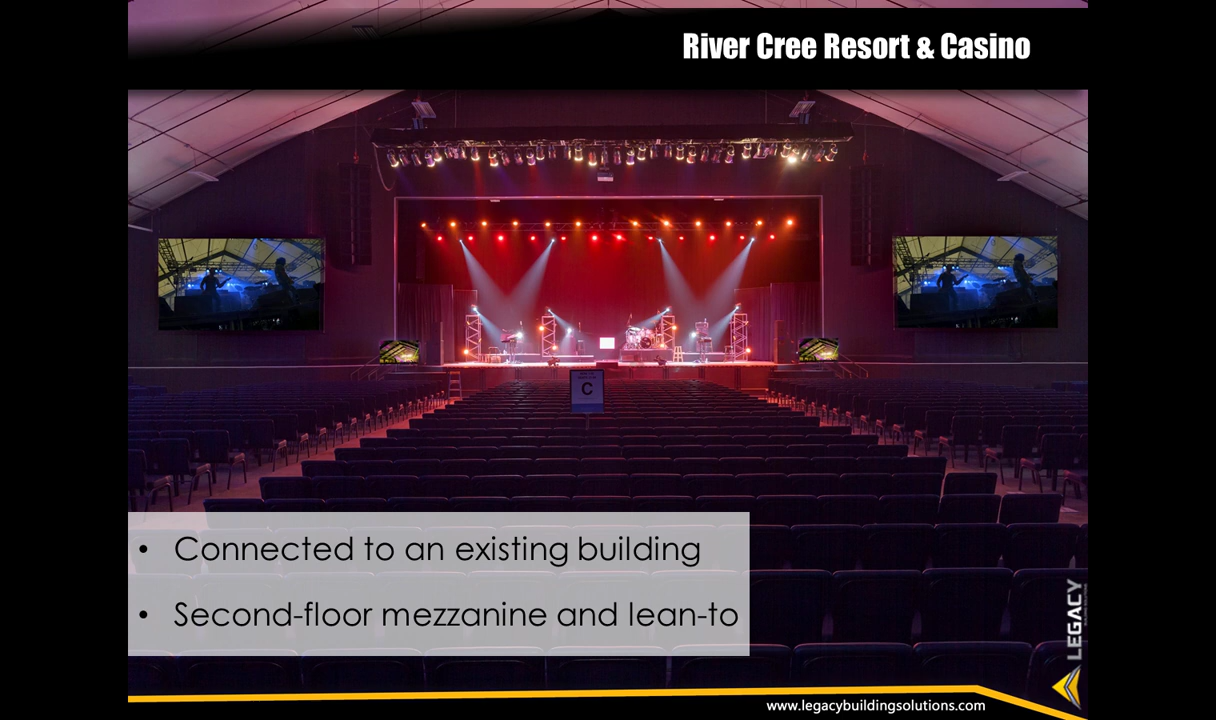 River Cree Resort & Casino
C
• Connected to an existing building
• Second-floor mezzanine and lean-to
LEGACY
www.legacybuildingsolutions.com